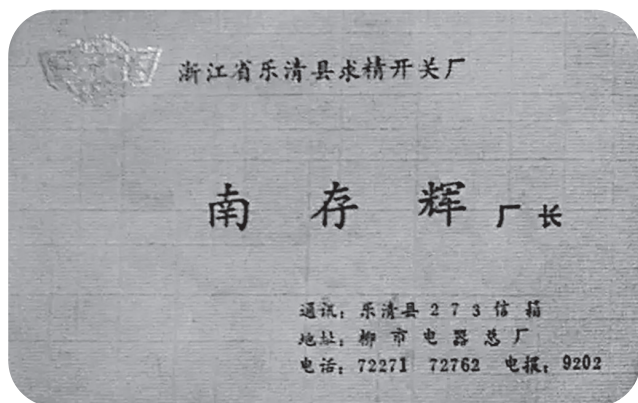 浙江省乐清县求精开关厂
南存辉 厂长
通讯：乐清县273信箱
地址：柳市电器总厂
电话：72271 72762 电报：9202